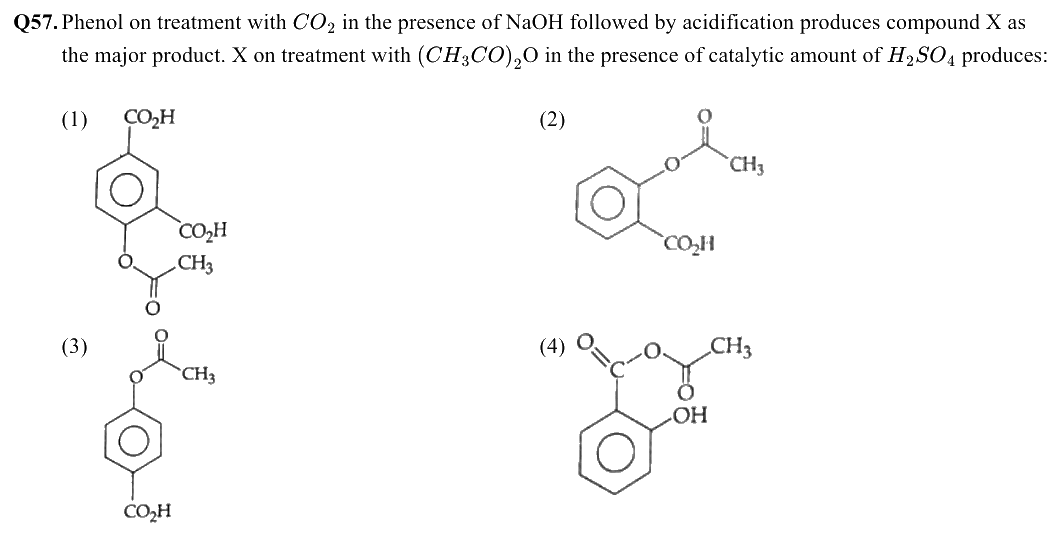 Q57. Phenol on treatment with CO₂ in the presence of NaOH followed by acidification produces compound X as
the major product. X on treatment with (CH₃CO)₂O in the presence of catalytic amount of H₂SO₄ produces:
(1)
CO₂H
CO₂H
O
CH₃
O
(2)
O
O
CH₃
CO₂H
(3)
O
O
CH₃
CO₂H
(4)
O
C
O
CH₃
O
OH